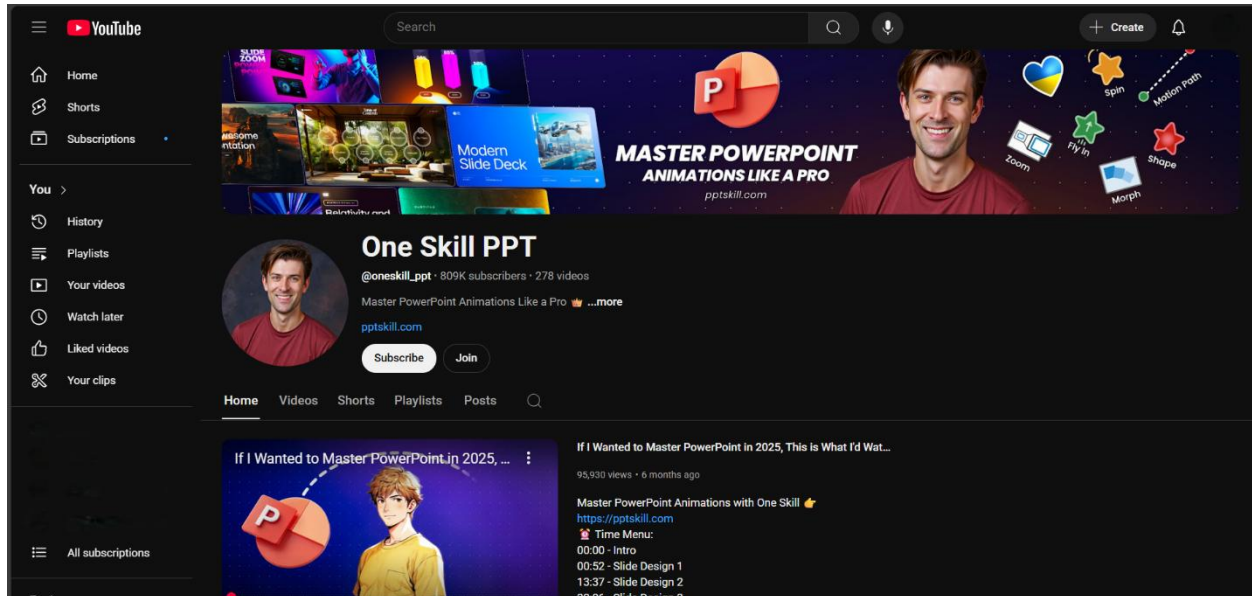 YouTube
Search
Create
Home
Shorts
Subscriptions
You
History
Playlists
Your videos
Watch later
Liked videos
Your clips
All subscriptions
SLIDE
ZOOM
Modern
Slide Deck
Relativity and
P
MASTER POWERPOINT
ANIMATIONS LIKE A PRO
pptskill.com
Spin
Motion Path
Zoom
Fly In
Shape
Morph
One Skill PPT
@oneskill_ppt · 809K subscribers · 278 videos
Master PowerPoint Animations Like a Pro 👑 ...more
pptskill.com
Subscribe
Join
Home Videos Shorts Playlists Posts
If I Wanted to Master PowerPoint in 2025, ...
P
If I Wanted to Master PowerPoint in 2025, This is What I'd Wat...
95,930 views • 6 months ago
Master PowerPoint Animations with One Skill 👉
https://pptskill.com
⏰ Time Menu:
00:00 - Intro
00:52 - Slide Design 1
13:37 - Slide Design 2